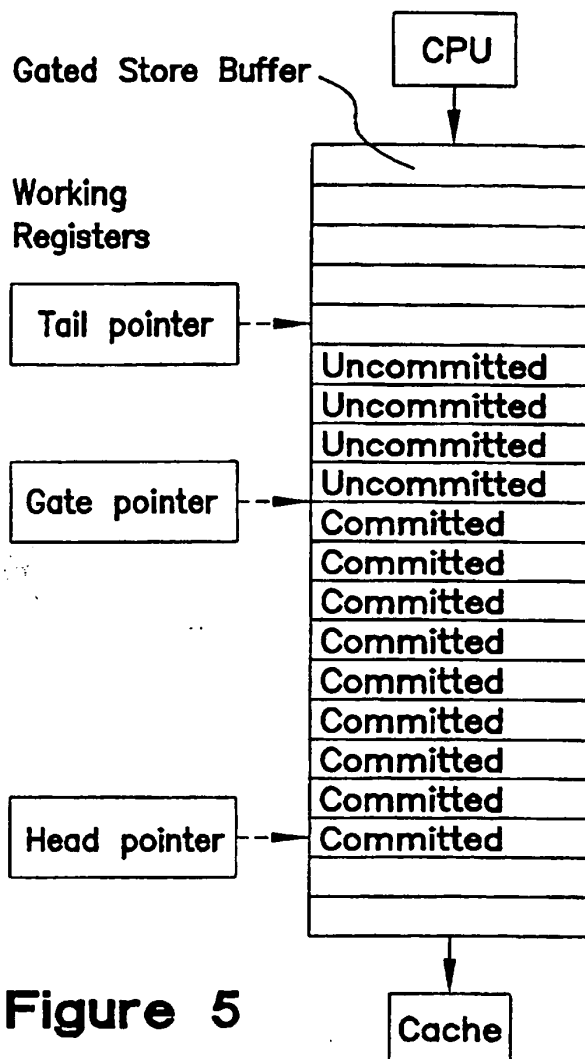 CPU
Gated Store Buffer
Working
Registers
Tail pointer
Uncommitted
Uncommitted
Uncommitted
Uncommitted
Gate pointer
Committed
Committed
Committed
Committed
Committed
Committed
Committed
Committed
Head pointer
Committed
Figure 5
Cache